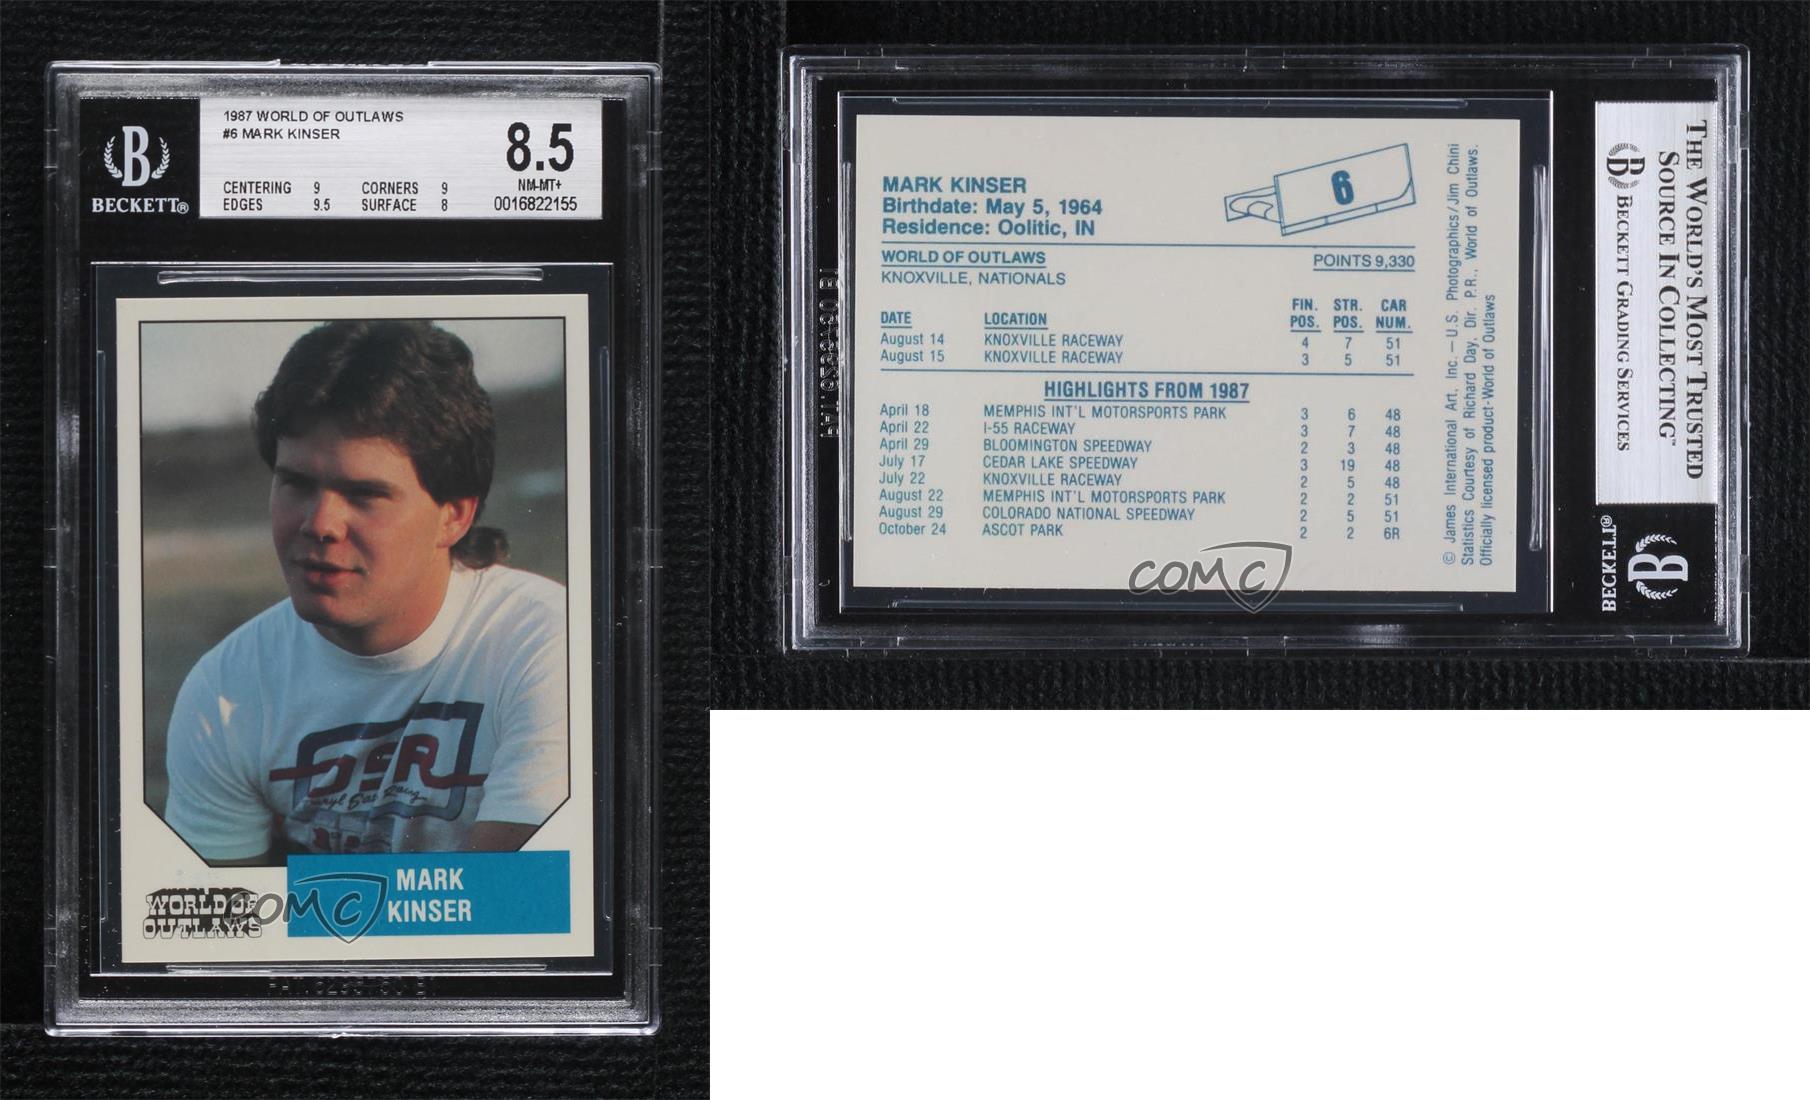 1987 WORLD OF OUTLAWS
#6 MARK KINSER
8.5
NM-MT+
CENTERING 9 CORNERS 9
EDGES 9.5 SURFACE 8
0016822155
B
BECKETT®
MARK
KINSER
WORLD OF
OUTLAWS
COMC
MARK KINSER
Birthdate: May 5, 1964
Residence: Oolitic, IN
6
WORLD OF OUTLAWS POINTS 9,330
KNOXVILLE, NATIONALS
FIN. STR. CAR
DATE LOCATION POS. POS. NUM.
August 14 KNOXVILLE RACEWAY 4 7 51
August 15 KNOXVILLE RACEWAY 3 5 51
HIGHLIGHTS FROM 1987
April 18 MEMPHIS INT'L MOTORSPORTS PARK 3 6 48
April 22 I-55 RACEWAY 3 7 48
April 29 BLOOMINGTON SPEEDWAY 2 3 48
July 17 CEDAR LAKE SPEEDWAY 3 19 48
July 22 KNOXVILLE RACEWAY 2 5 48
August 22 MEMPHIS INT'L MOTORSPORTS PARK 2 2 51
August 29 COLORADO NATIONAL SPEEDWAY 2 5 51
October 24 ASCOT PARK 2 2 6R
© James International Art, Inc. — U.S. Photographics/Jim Chini
Statistics Courtesy of Richard Day, Dir. P.R., World of Outlaws.
Officially licensed product-World of Outlaws
COMC
THE WORLD'S MOST TRUSTED
SOURCE IN COLLECTING™
BECKETT GRADING SERVICES
B
BECKETT®